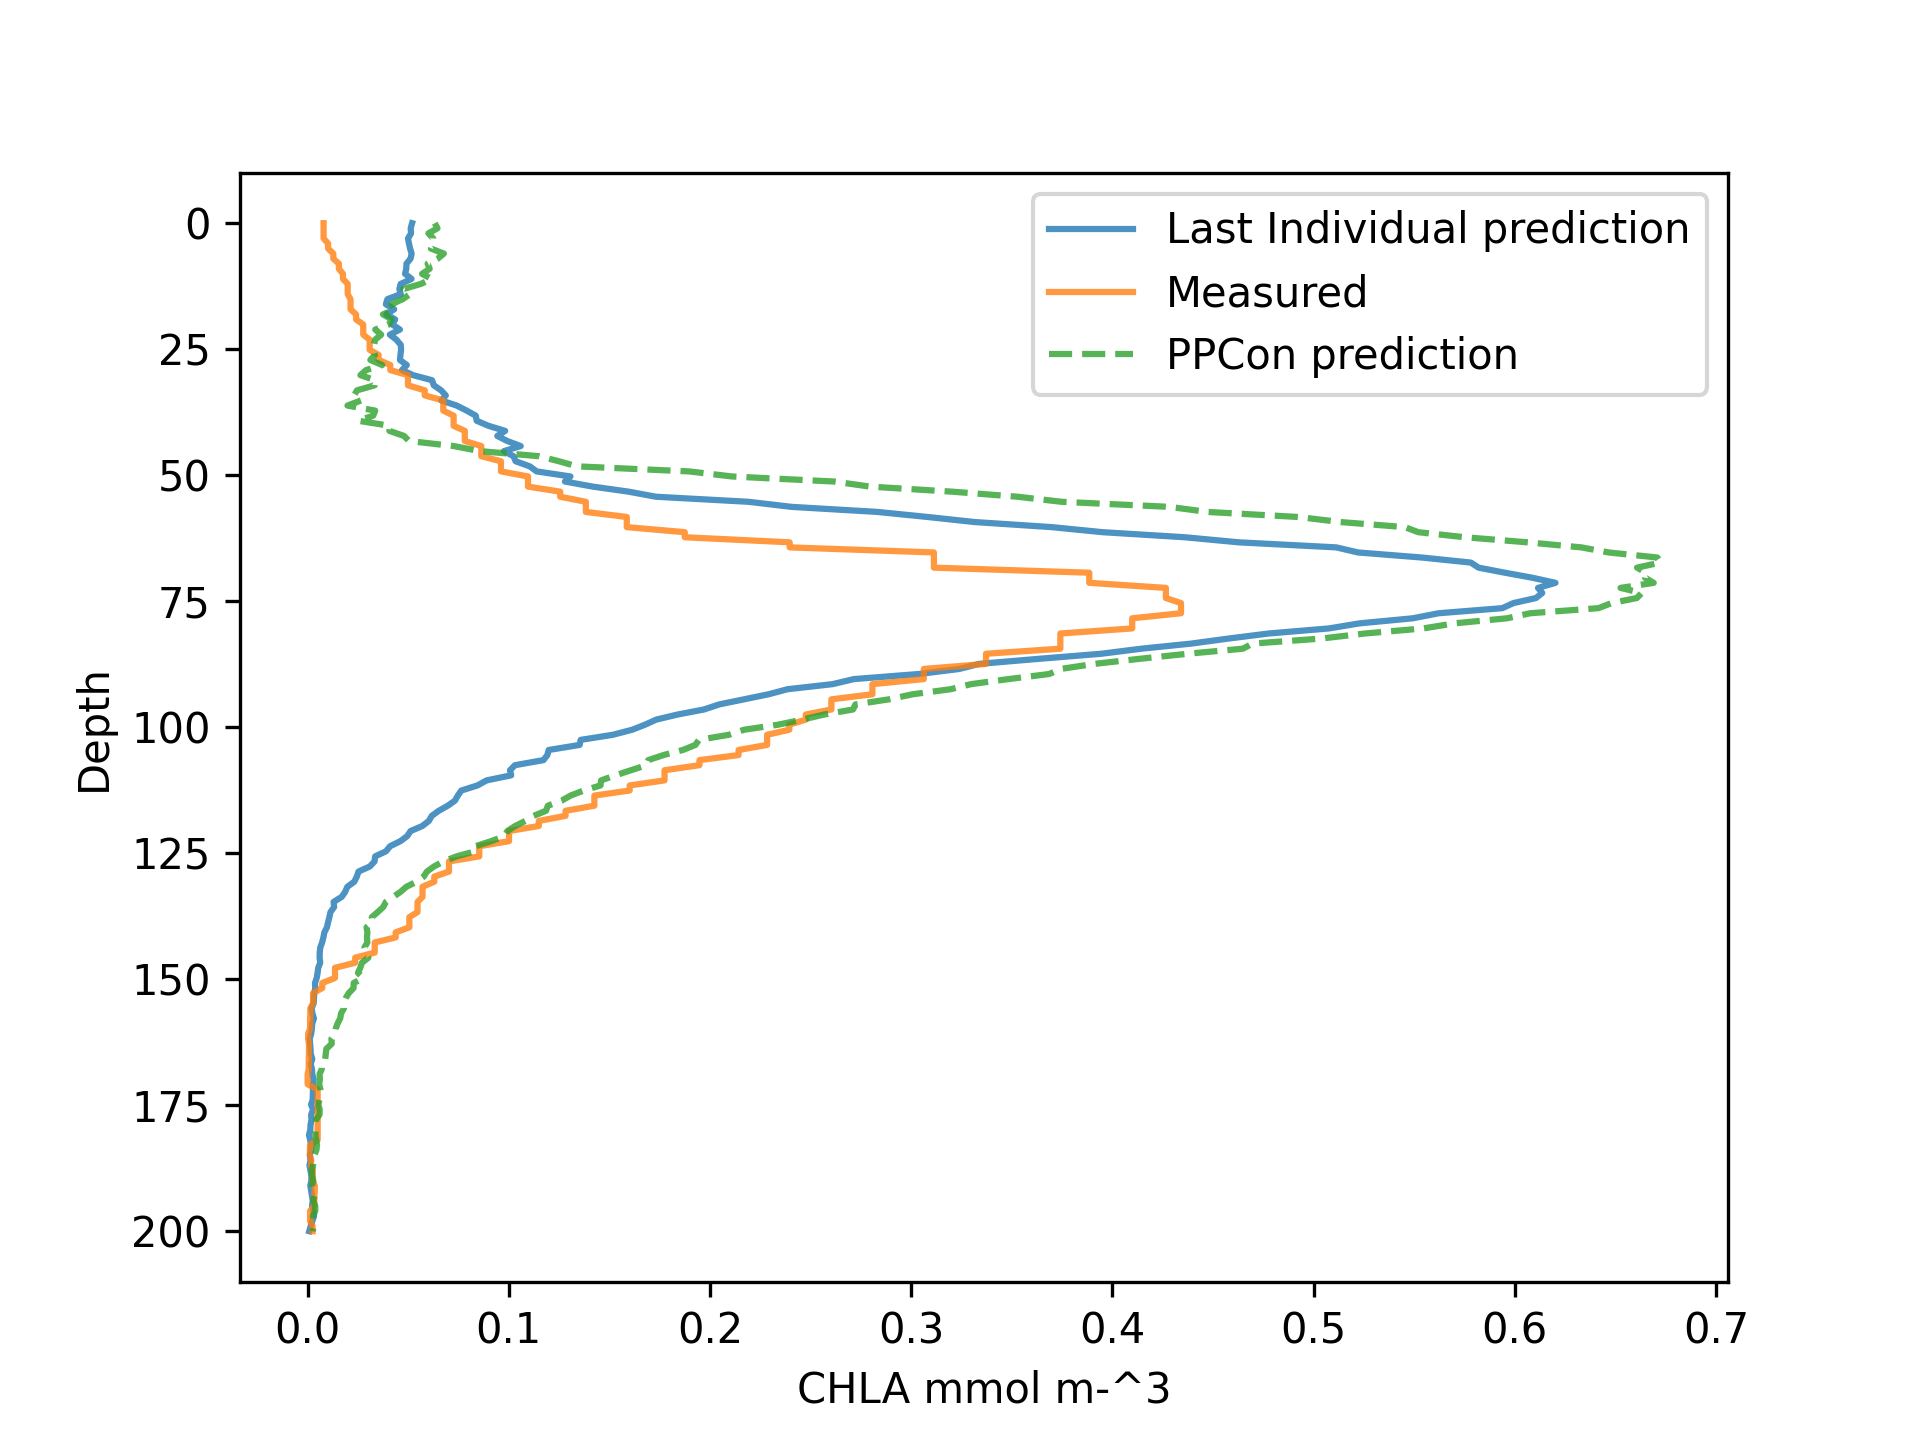 Last Individual prediction
Measured
PPCon prediction
0
25
50
75
100
125
150
175
200
Depth
0.0 0.1 0.2 0.3 0.4 0.5 0.6 0.7
CHLA mmol m-^3